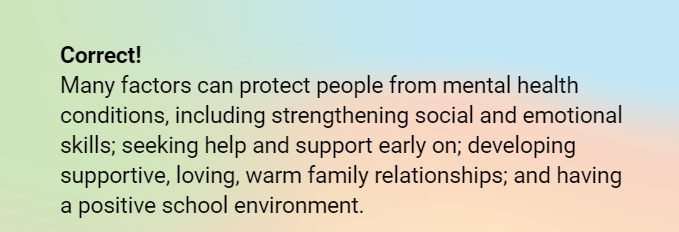 Correct!
Many factors can protect people from mental health
conditions, including strengthening social and emotional
skills; seeking help and support early on; developing
supportive, loving, warm family relationships; and having
a positive school environment.